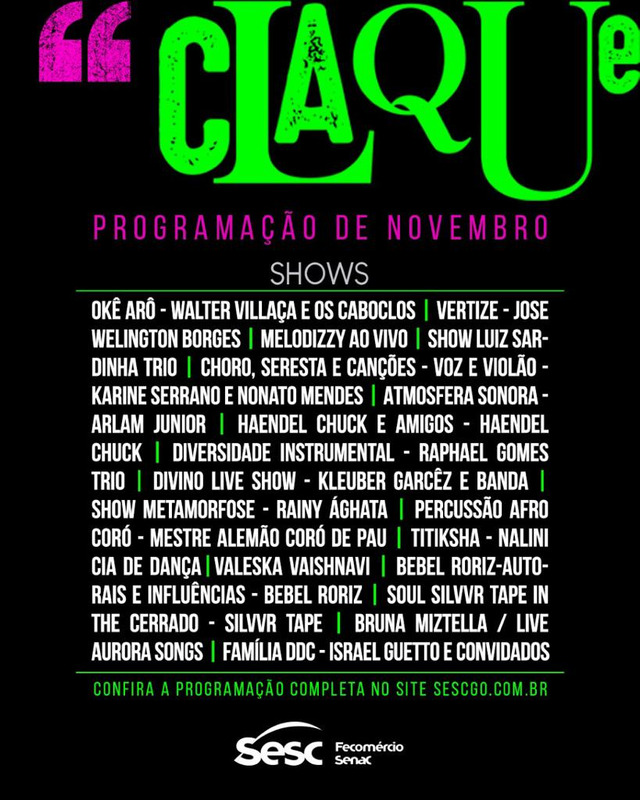 “ CLAQUe
PROGRAMAÇÃO DE NOVEMBRO
SHOWS
OKÊ ARÔ - WALTER VILLAÇA E OS CABOCLOS | VERTIZE - JOSE
WELINGTON BORGES | MELODIZZY AO VIVO | SHOW LUIZ SAR-
DINHA TRIO | CHORO, SERESTA E CANÇÕES - VOZ E VIOLÃO -
KARINE SERRANO E NONATO MENDES | ATMOSFERA SONORA -
ARLAM JUNIOR | HAENDEL CHUCK E AMIGOS - HAENDEL
CHUCK | DIVERSIDADE INSTRUMENTAL - RAPHAEL GOMES
TRIO | DIVINO LIVE SHOW - KLEUBER GARCÊZ E BANDA |
SHOW METAMORFOSE - RAINY ÁGHATA | PERCUSSÃO AFRO
CORÓ - MESTRE ALEMÃO CORÓ DE PAU | TITIKSHA - NALINI
CIA DE DANÇA | VALESKA VAISHNAVI | BEBEL RORIZ-AUTO-
RAIS E INFLUÊNCIAS - BEBEL RORIZ | SOUL SILVVR TAPE IN
THE CERRADO - SILVVR TAPE | BRUNA MIZTELLA / LIVE
AURORA SONGS | FAMÍLIA DDC - ISRAEL GUETTO E CONVIDADOS
CONFIRA A PROGRAMAÇÃO COMPLETA NO SITE SESCGO.COM.BR
Sesc Fecomércio
Senac